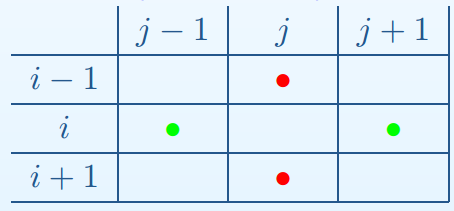 j − 1 j j + 1
i − 1
i
i + 1